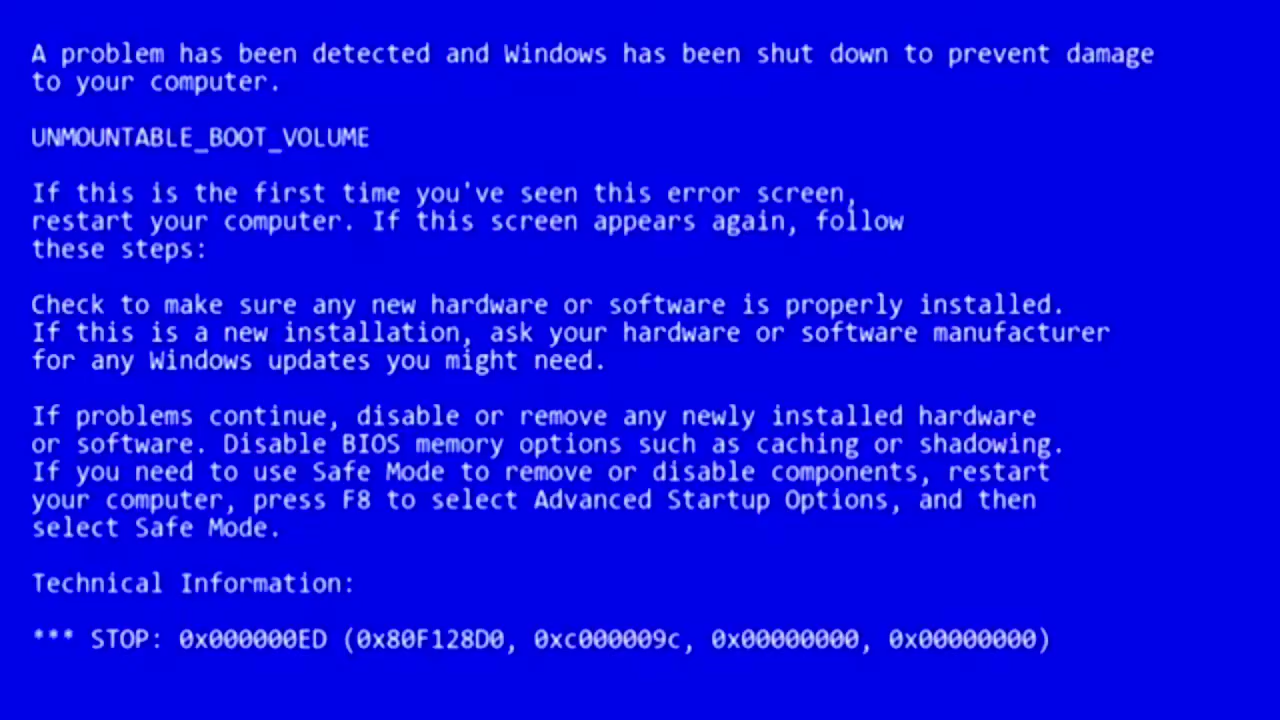 A problem has been detected and Windows has been shut down to prevent damage
to your computer.
UNMOUNTABLE_BOOT_VOLUME
If this is the first time you've seen this error screen,
restart your computer. If this screen appears again, follow
these steps:
Check to make sure any new hardware or software is properly installed.
If this is a new installation, ask your hardware or software manufacturer
for any Windows updates you might need.
If problems continue, disable or remove any newly installed hardware
or software. Disable BIOS memory options such as caching or shadowing.
If you need to use Safe Mode to remove or disable components, restart
your computer, press F8 to select Advanced Startup Options, and then
select Safe Mode.
Technical Information:
*** STOP: 0x000000ED (0x80F128D0, 0xc000009c, 0x00000000, 0x00000000)